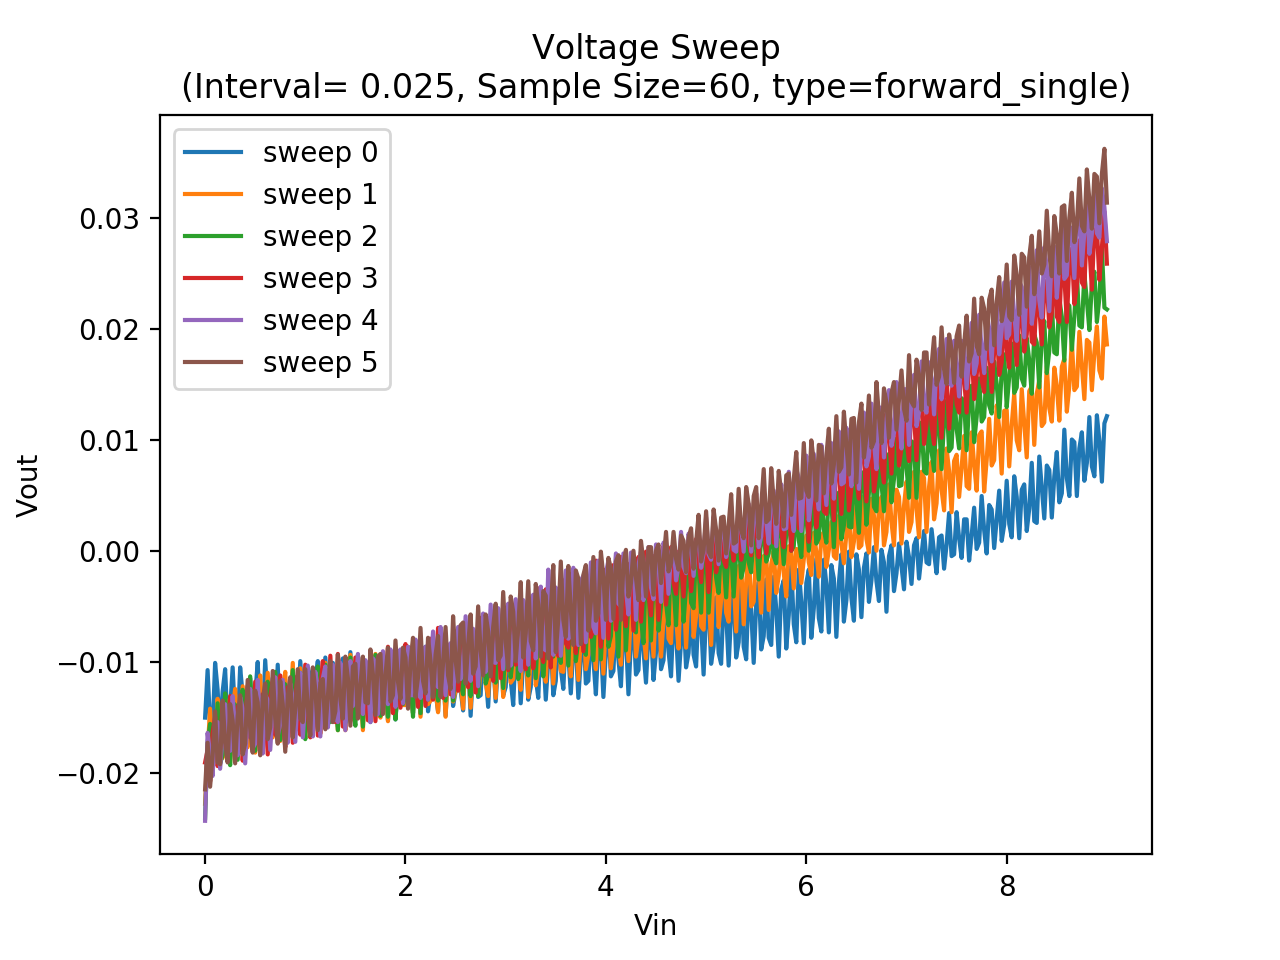 Voltage Sweep
(Interval= 0.025, Sample Size=60, type=forward_single)
sweep 0
sweep 1
sweep 2
sweep 3
sweep 4
sweep 5
0.03
0.02
0.01
0.00
−0.01
−0.02
Vout
0 2 4 6 8
Vin